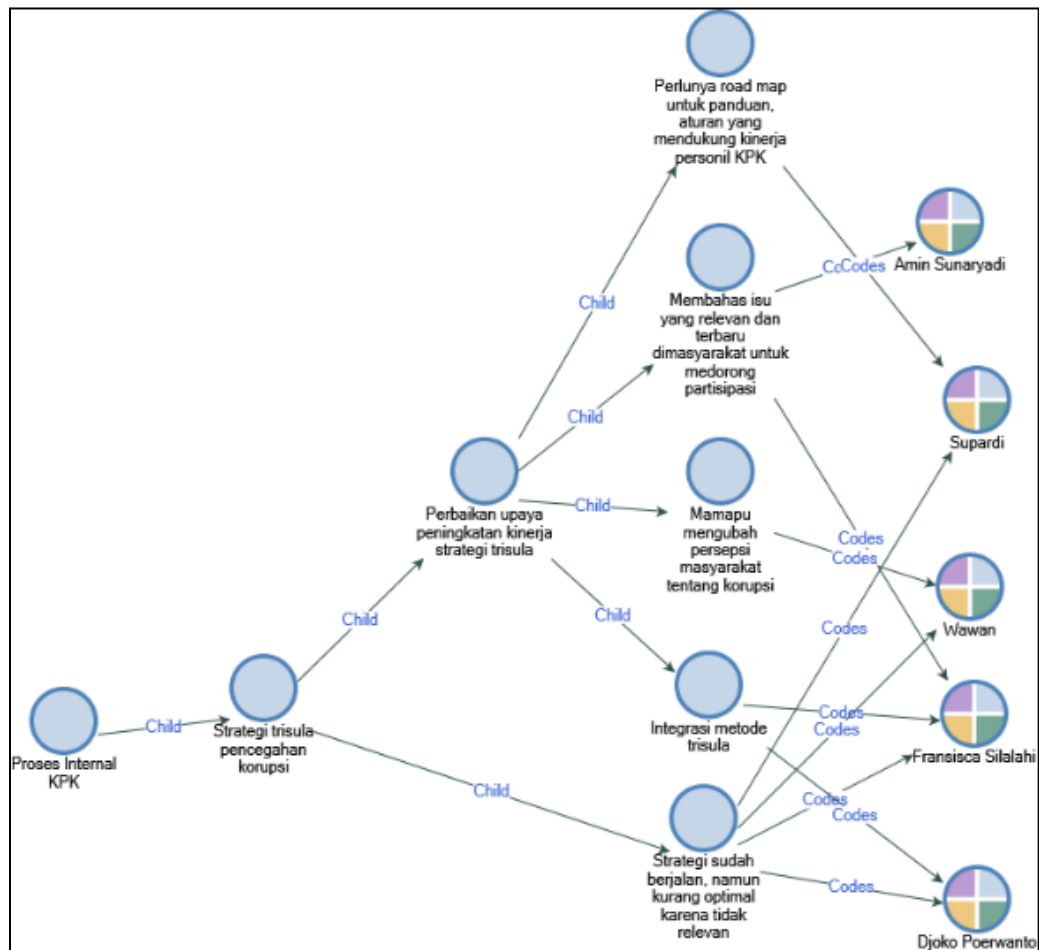 Perlunya road map
untuk panduan,
aturan yang
mendukung kinerja
personil KPK
Amin Sunaryadi
Codes
Codes
Membahas isu
yang relevan dan
terbaru
dimasyarakat untuk
medorong
partisipasi
Child
Child
Supardi
Perbaikan upaya
peningkatan kinerja
strategi trisula
Child
Mamapu
mengubah
persepsi
masyarakat
tentang korupsi
Codes
Codes
Wawan
Child
Child
Codes
Proses Internal
KPK
Child
Strategi trisula
pencegahan
korupsi
Integrasi metode
trisula
Codes
Codes
Fransisca Silalahi
Child
Codes
Codes
Strategi sudah
berjalan, namun
kurang optimal
karena tidak
relevan
Codes
Djoko Poerwanto